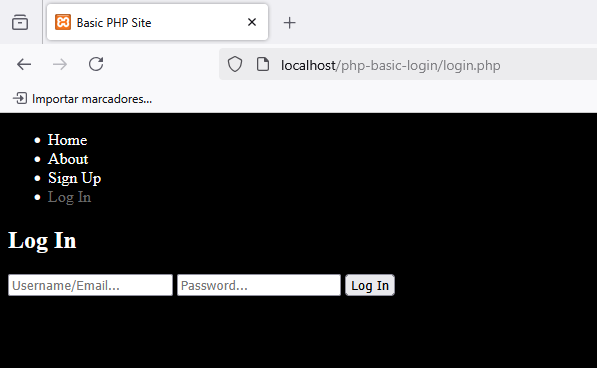 Basic PHP Site
localhost/php-basic-login/login.php
Importar marcadores...
Home
About
Sign Up
Log In
Log In
Username/Email... Password... Log In